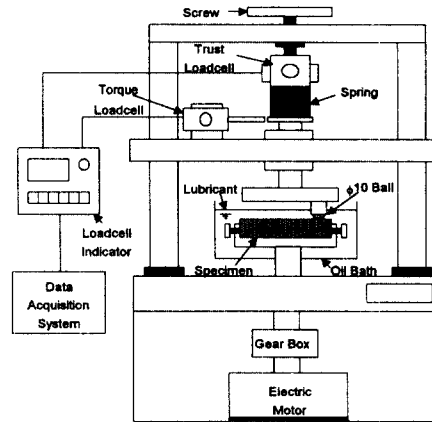 Screw
Trust
Loadcell
Torque
Loadcell
Spring
Lubricant
ϕ10 Ball
Loadcell
Indicator
Specimen
Oil Bath
Data
Acquisition
System
Gear Box
Electric
Motor